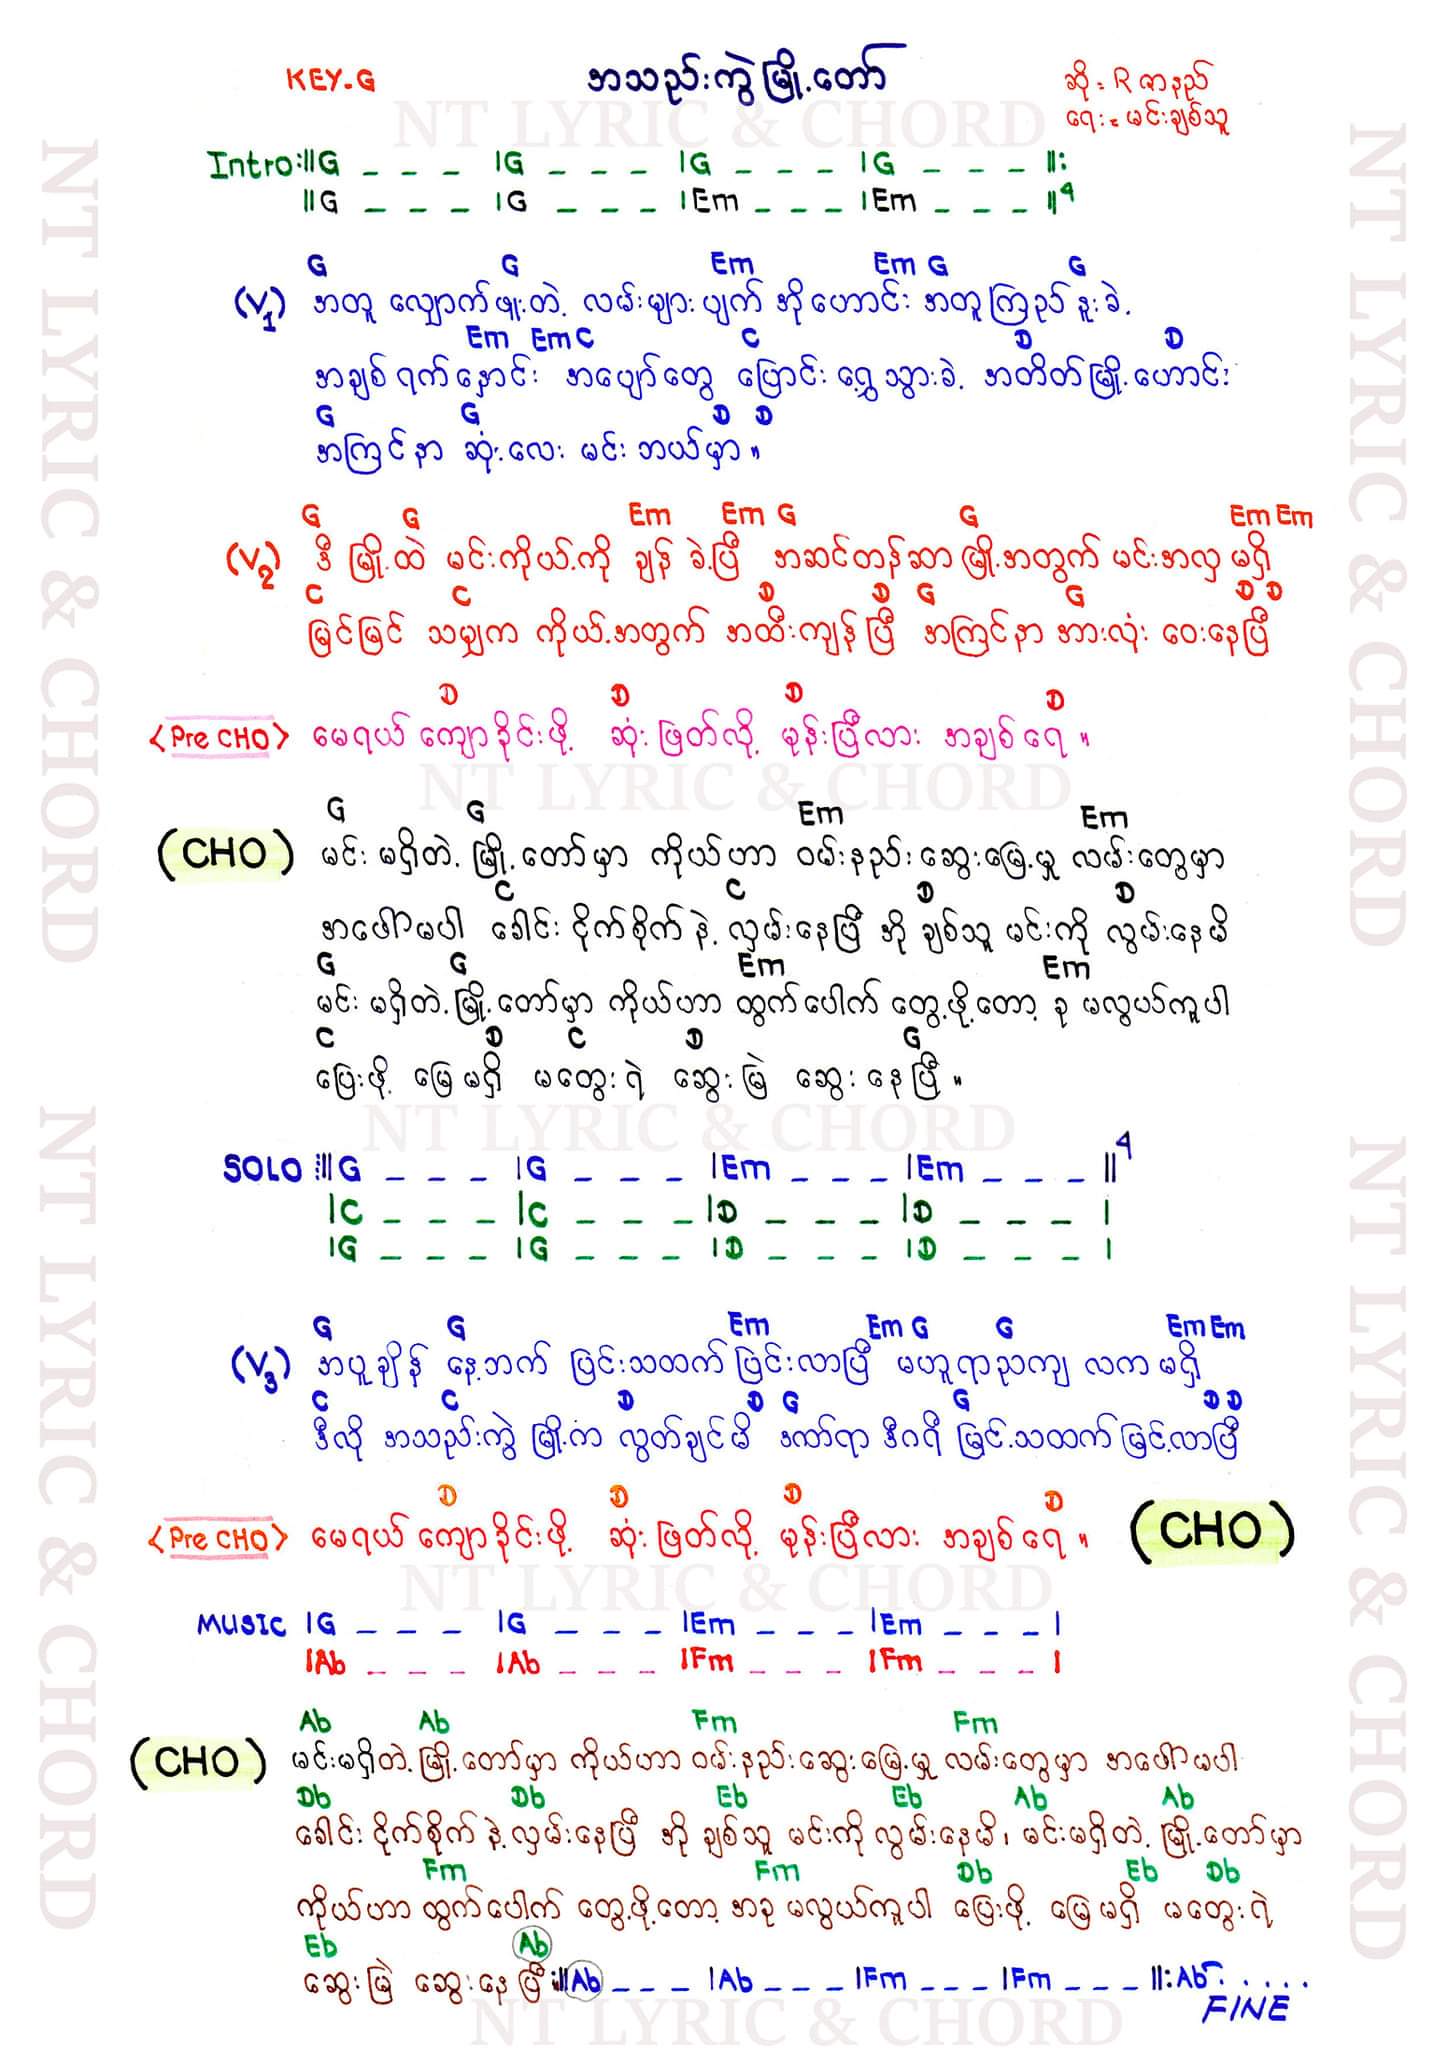 KEY-G
အသည်းကွဲမြို့တော်
ဆို = R ဇာနည်
ရေး = မင်းချစ်သူ
NT LYRIC & CHORD
Intro:||G _ _ _ |G _ _ _ |G _ _ _ |G _ _ _ ||:
||G _ _ _ |G _ _ _ |Em _ _ _ |Em _ _ _ ||4
G G Em Em G G
(V1) အတူ လျှောက်ဖူးတဲ့ လမ်းများပျက် အိုဟောင်း အတူကြည်နူးခဲ့
Em Em C C D D
အချစ်ရက်နှောင်း အပျော်တွေ ပြောင်းရွှေ့သွားခဲ့ အတိတ်မြို့ဟောင်း
G G D D
အကြင်နာ ဆုံးလေး မင်းဘယ်မှာ။
G G Em Em G G Em Em
(V2) ဒီမြို့ထဲ မင်းကိုယ့်ကို ချန်ခဲ့ပြီ အဆင်တန်ဆာ မြို့အတွက် မင်းအလှ မရှိ
C C D D G G D D
မြင်မြင်သမျှက ကိုယ့်အတွက် အထီးကျန်ပြီ အကြင်နာ အားလုံး ဝေးနေပြီ
D D D D
<Pre CHO> မေရယ် ကျောခိုင်းဖို့ ဆုံးဖြတ်လို့ မုန်းပြီလား အချစ်ရေ။
NT LYRIC & CHORD
G G Em Em
(CHO) မင်းမရှိတဲ့ မြို့တော်မှာ ကိုယ်ဟာ ဝမ်းနည်းဆွေးမြေ့မှု လမ်းတွေမှာ
C C D D
အဖော်မပါ ခေါင်းငိုက်စိုက်နဲ့ လှမ်းနေပြီ အို ချစ်သူ မင်းကို လွမ်းနေမိ
G G Em Em
မင်းမရှိတဲ့ မြို့တော်မှာ ကိုယ်ဟာ ထွက်ပေါက်တွေ့ဖို့တော့ ခု မလွယ်ကူပါ
C D C D G
ပြေးဖို့ မြေမရှိ မတွေးရဲ ဆွေးမြဲ ဆွေးနေပြီ။
NT LYRIC & CHORD
SOLO :||G _ _ _ |G _ _ _ |Em _ _ _ |Em _ _ _ ||4
|C _ _ _ |C _ _ _ |D _ _ _ |D _ _ _ |
|G _ _ _ |G _ _ _ |D _ _ _ |D _ _ _ |
G G Em Em G G Em Em
(V3) အပူချိန် နေ့ဘက် ပြင်းသထက်ပြင်းလာပြီ မဟူရာညကျ လက မရှိ
C C D D G G D D
ဒီလို အသည်းကွဲမြို့က လွတ်ချင်မိ ဒဏ်ရာ ဒီဂရီ မြင့်သထက်မြင့်လာပြီ
D D D D
<Pre CHO> မေရယ် ကျောခိုင်းဖို့ ဆုံးဖြတ်လို့ မုန်းပြီလား အချစ်ရေ။ (CHO)
NT LYRIC & CHORD
MUSIC |G _ _ _ |G _ _ _ |Em _ _ _ |Em _ _ _ |
|Ab _ _ _ |Ab _ _ _ |Fm _ _ _ |Fm _ _ _ |
Ab Ab Fm Fm
(CHO) မင်းမရှိတဲ့ မြို့တော်မှာ ကိုယ်ဟာ ဝမ်းနည်းဆွေးမြေ့မှု လမ်းတွေမှာ အဖော်မပါ
Db Db Eb Eb Ab Ab
ခေါင်းငိုက်စိုက်နဲ့ လှမ်းနေပြီ အို ချစ်သူ မင်းကို လွမ်းနေမိ၊ မင်းမရှိတဲ့ မြို့တော်မှာ
Fm Fm Db Eb Db
ကိုယ်ဟာ ထွက်ပေါက်တွေ့ဖို့တော့ အခု မလွယ်ကူပါ ပြေးဖို့ မြေမရှိ မတွေးရဲ
Eb Ab
ဆွေးမြဲ ဆွေးနေပြီ :||Ab _ _ _ |Ab _ _ _ |Fm _ _ _ |Fm _ _ _ ||: Ab . . . . .
FINE
NT LYRIC & CHORD
NT LYRIC & CHORD
NT LYRIC & CHORD
NT LYRIC & CHORD
NT LYRIC & CHORD